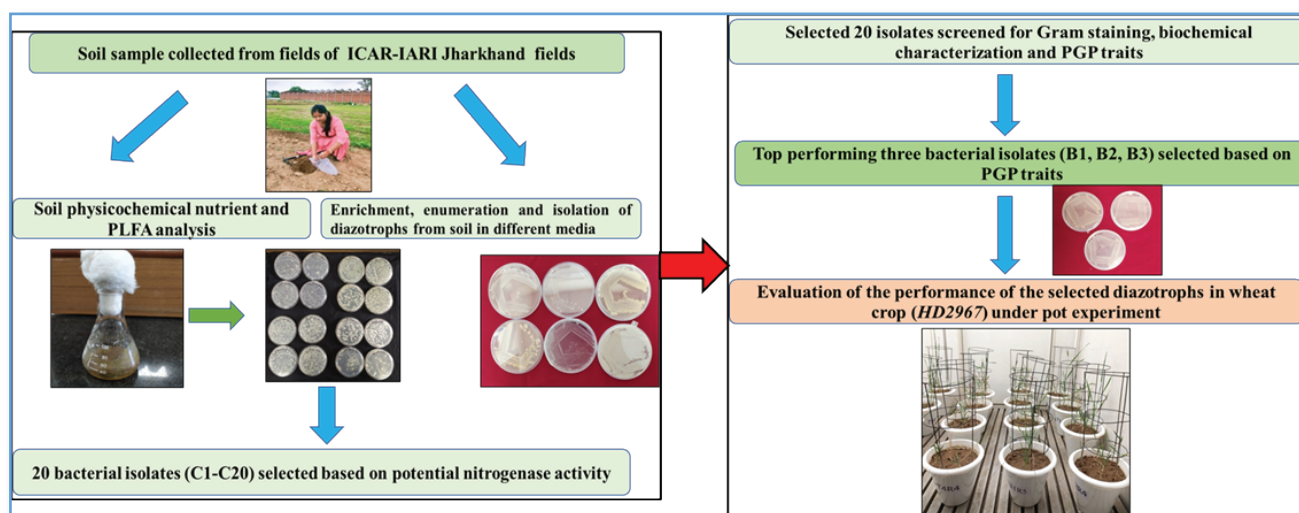 Soil sample collected from fields of ICAR-IARI Jharkhand fields
Soil physicochemical nutrient and
PLFA analysis
Enrichment, enumeration and isolation of
diazotrophs from soil in different media
20 bacterial isolates (C1-C20) selected based on potential nitrogenase activity
Selected 20 isolates screened for Gram staining, biochemical
characterization and PGP traits
Top performing three bacterial isolates (B1, B2, B3) selected based on
PGP traits
Evaluation of the performance of the selected diazotrophs in wheat
crop (HD2967) under pot experiment